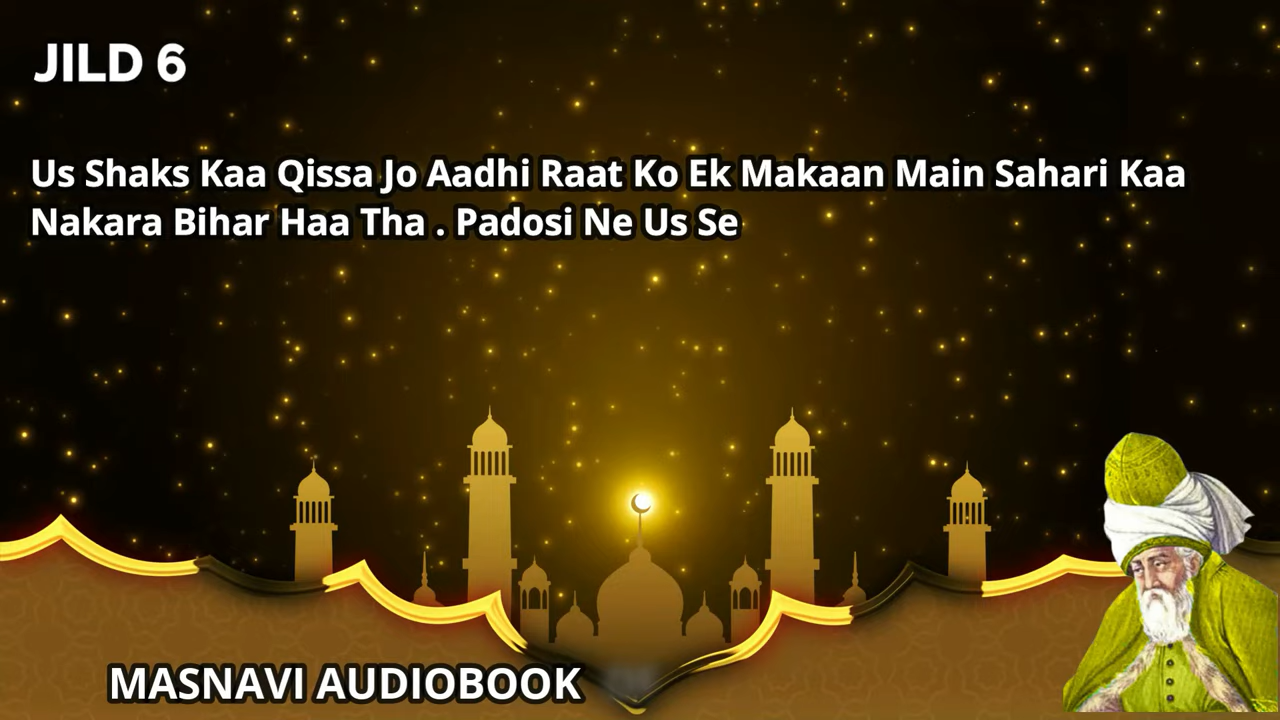 JILD 6
Us Shaks Kaa Qissa Jo Aadhi Raat Ko Ek Makaan Main Sahari Kaa
Nakara Bihar Haa Tha . Padosi Ne Us Se
MASNAVI AUDIOBOOK